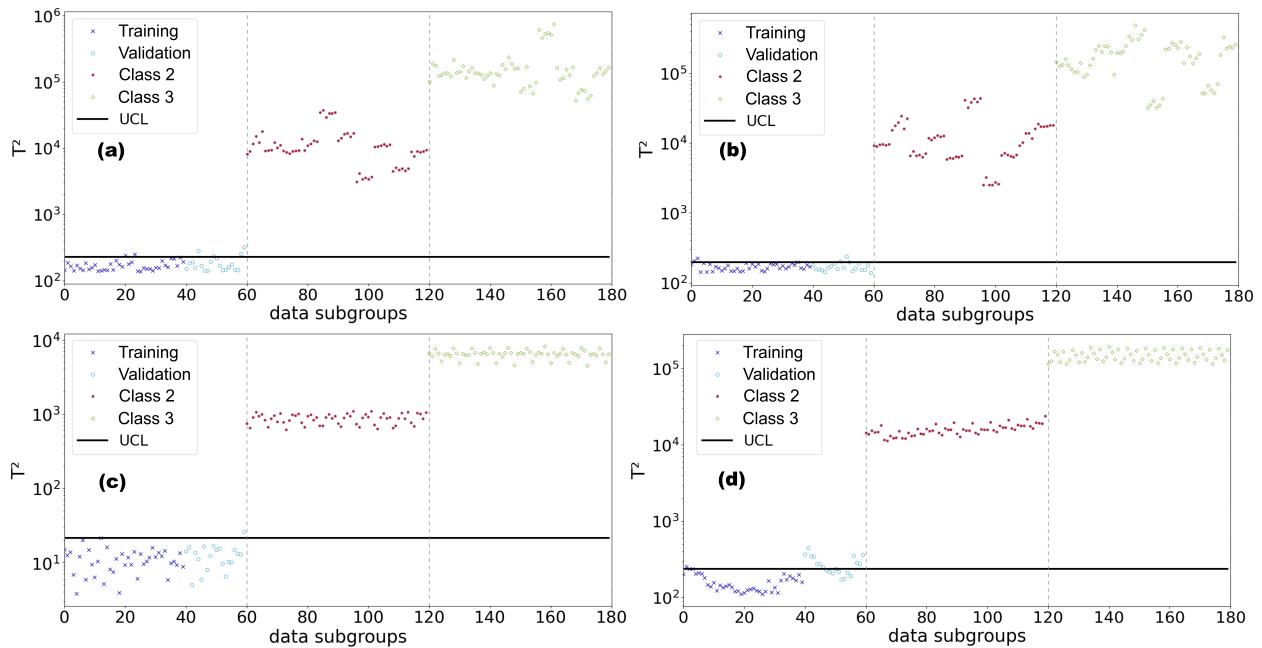 10⁶
10⁵
10⁴
10³
10²
T²
Training
Validation
Class 2
Class 3
UCL
(a)
0 20 40 60 80 100 120 140 160 180
data subgroups
10⁵
10⁴
10³
10²
T²
Training
Validation
Class 2
Class 3
UCL
(b)
0 20 40 60 80 100 120 140 160 180
data subgroups
10⁴
10³
10²
10¹
T²
Training
Validation
Class 2
Class 3
UCL
(c)
0 20 40 60 80 100 120 140 160 180
data subgroups
10⁵
10⁴
10³
10²
T²
Training
Validation
Class 2
Class 3
UCL
(d)
0 20 40 60 80 100 120 140 160 180
data subgroups